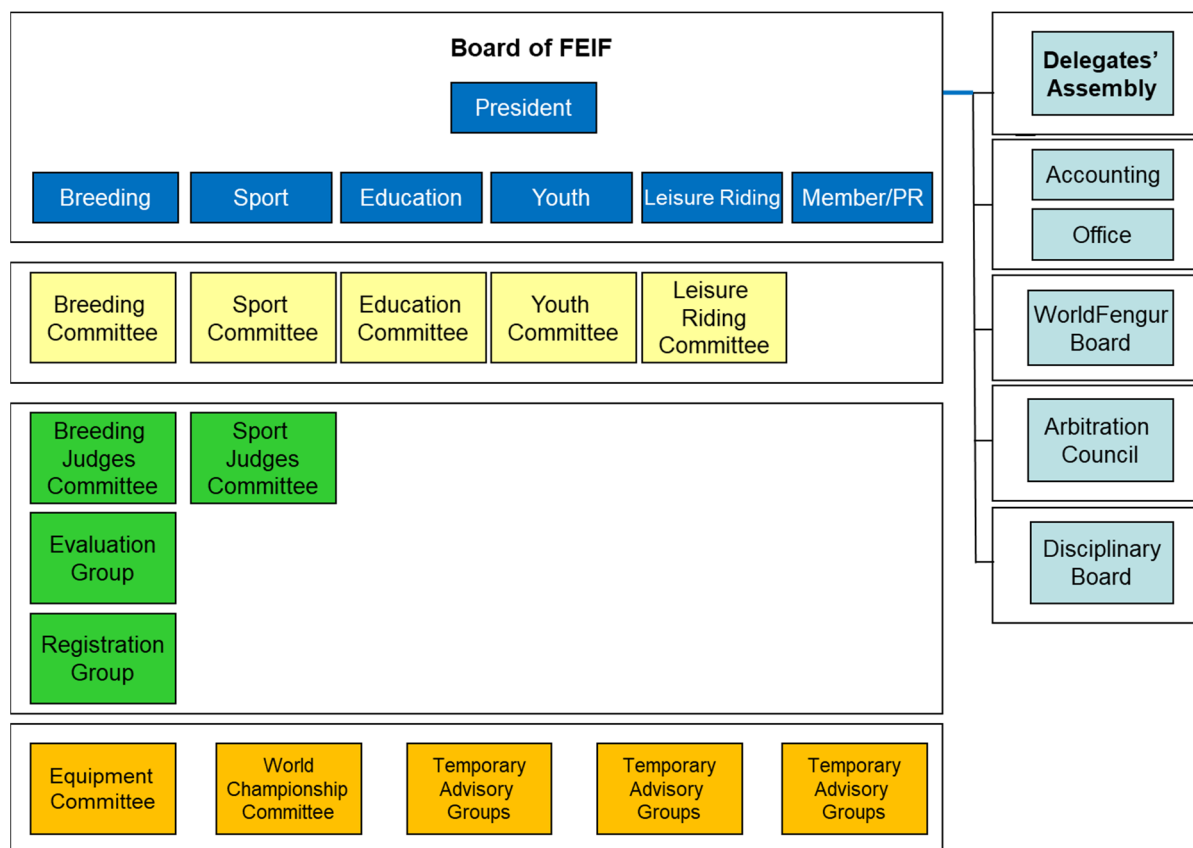 Board of FEIF
President
Breeding
Sport
Education
Youth
Leisure Riding
Member/PR
Breeding
Committee
Sport
Committee
Education
Committee
Youth
Committee
Leisure
Riding
Committee
Breeding
Judges
Committee
Sport
Judges
Committee
Evaluation
Group
Registration
Group
Equipment
Committee
World
Championship
Committee
Temporary
Advisory
Groups
Temporary
Advisory
Groups
Temporary
Advisory
Groups
Delegates’
Assembly
Accounting
Office
WorldFengur
Board
Arbitration
Council
Disciplinary
Board